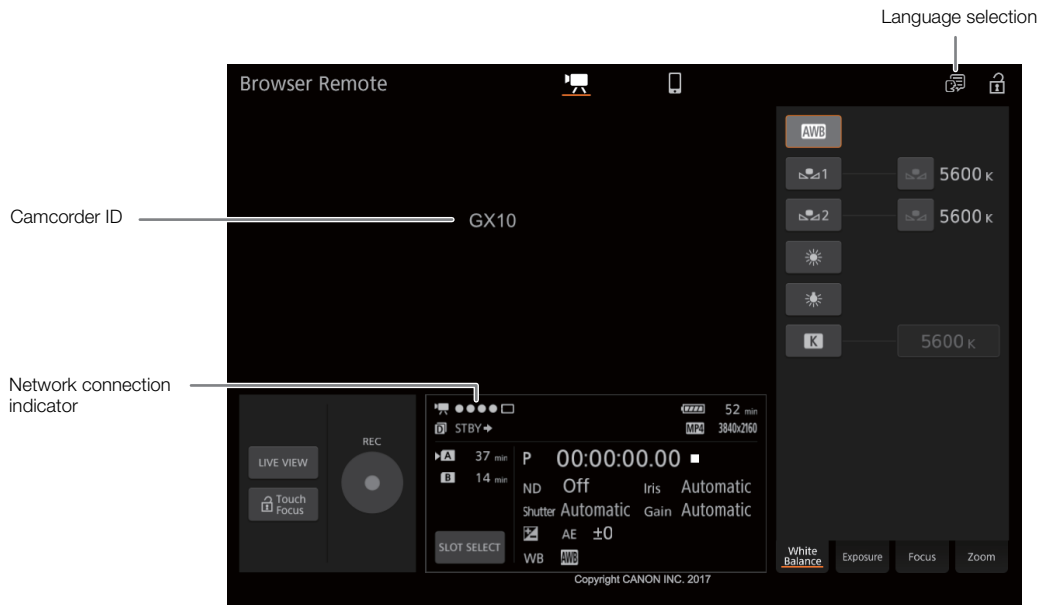 Language selection
Browser Remote
AWB
1 5600 K
Camcorder ID
GX10
2 5600 K
K 5600 K
Network connection
indicator
52 min
D STBY
MP4 3840x2160
REC
LIVE VIEW
Touch
Focus
A 37 min
B 14 min
P 00:00:00.00
ND Off Iris Automatic
Shutter Automatic Gain Automatic
AE ±0
SLOT SELECT
WB AWB
White
Balance
Exposure
Focus
Zoom
Copyright CANON INC. 2017